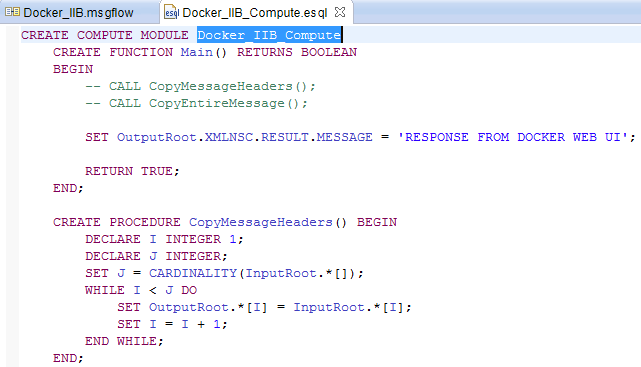 Docker_IIB.msgflow
esql
Docker_IIB_Compute.esql
CREATE COMPUTE MODULE Docker_IIB_Compute
CREATE FUNCTION Main() RETURNS BOOLEAN
BEGIN
-- CALL CopyMessageHeaders();
-- CALL CopyEntireMessage();
SET OutputRoot.XMLNSC.RESULT.MESSAGE = 'RESPONSE FROM DOCKER WEB UI';
RETURN TRUE;
END;
CREATE PROCEDURE CopyMessageHeaders() BEGIN
DECLARE I INTEGER 1;
DECLARE J INTEGER;
SET J = CARDINALITY(InputRoot.*[]);
WHILE I < J DO
SET OutputRoot.*[I] = InputRoot.*[I];
SET I = I + 1;
END WHILE;
END;